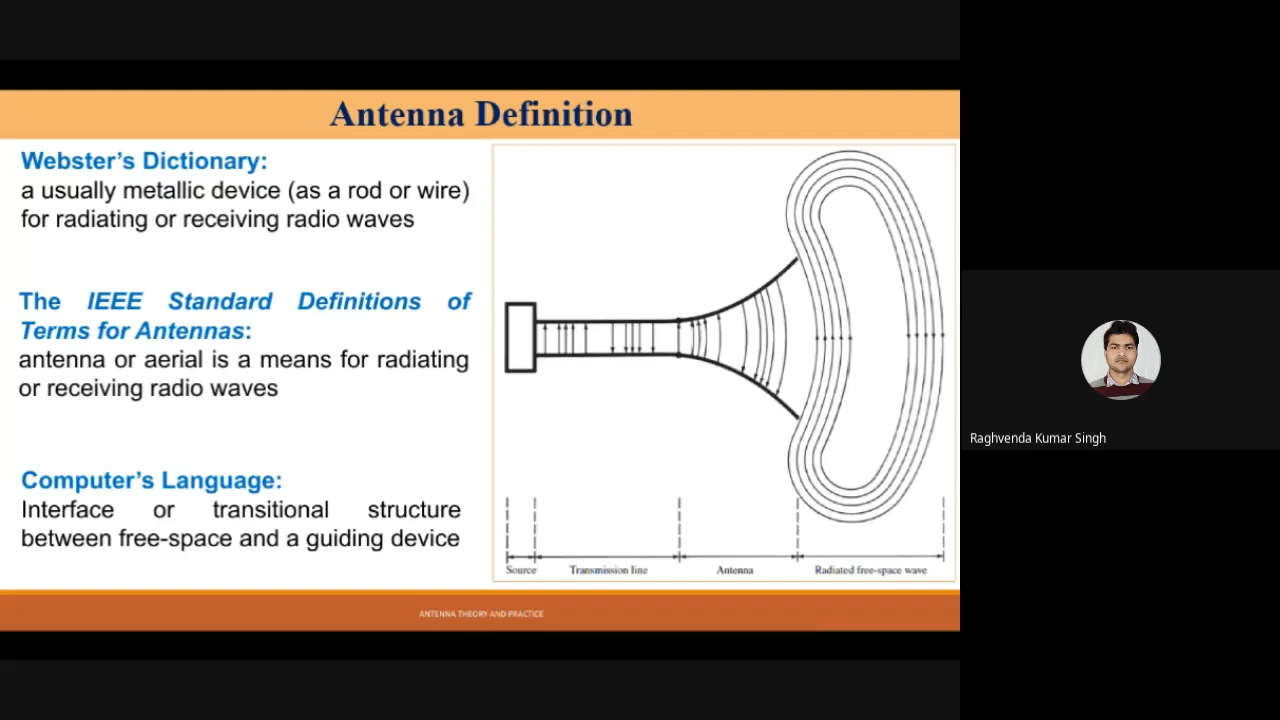 Antenna Definition
Webster's Dictionary:
a usually metallic device (as a rod or wire)
for radiating or receiving radio waves
The IEEE Standard Definitions of
Terms for Antennas:
antenna or aerial is a means for radiating
or receiving radio waves
Computer's Language:
Interface or transitional structure
between free-space and a guiding device
Source Transmission line Antenna Radiated free-space wave
ANTENNA THEORY AND PRACTICE
Raghvenda Kumar Singh